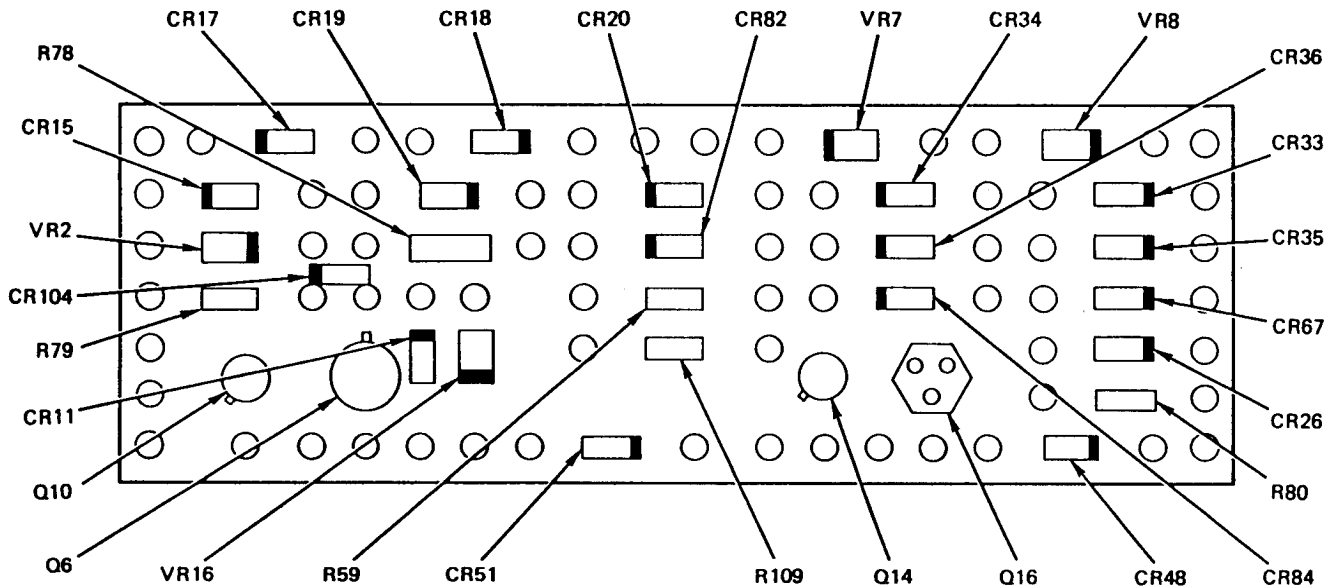 CR17
CR19
CR18
CR20
CR82
VR7
CR34
VR8
R78
CR36
CR15
CR33
VR2
CR35
CR104
CR67
R79
CR11
CR26
Q10
R80
Q6
VR16
R59
CR51
R109
Q14
Q16
CR48
CR84